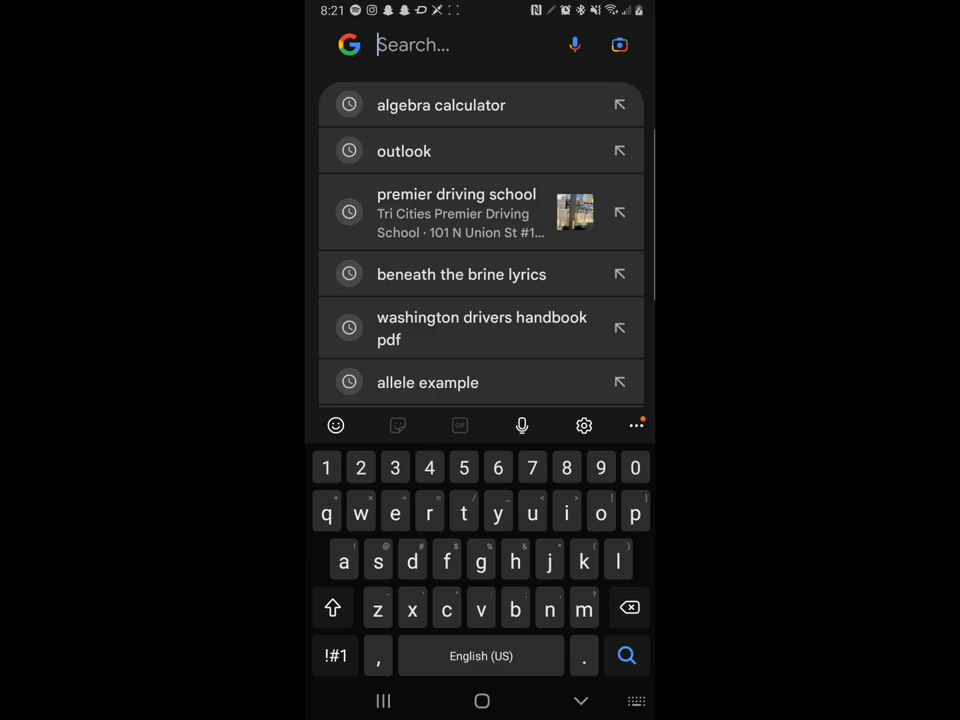 8:21
Search...
algebra calculator
outlook
premier driving school
Tri Cities Premier Driving
School · 101 N Union St #1...
beneath the brine lyrics
washington drivers handbook
pdf
allele example
GIF
1 2 3 4 5 6 7 8 9 0
+ × ÷ = / _ < > [ ]
q w e r t y u i o p
! @ # $ % & * ( )
a s d f g h j k l
- ' " : ; , ?
z x c v b n m
!#1 , English (US) .